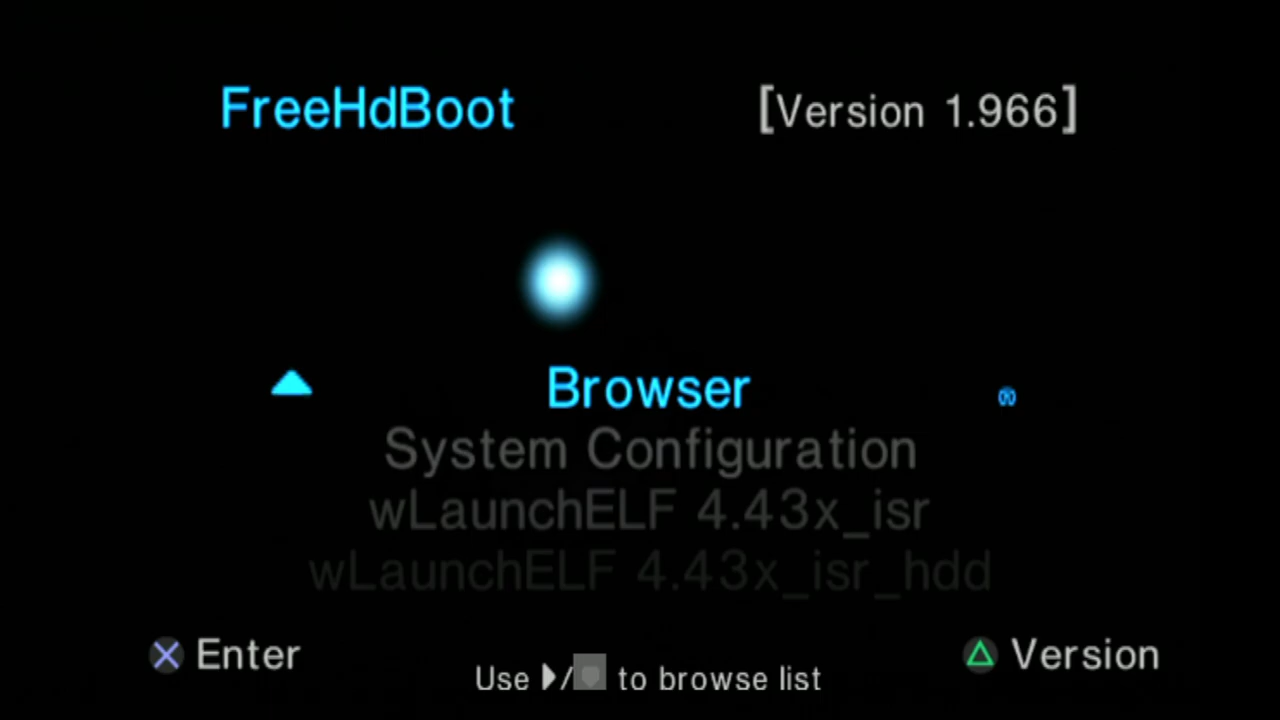 FreeHdBoot [Version 1.966]
Browser
System Configuration
wLaunchELF 4.43x_isr
wLaunchELF 4.43x_isr_hdd
Enter
Version
Use / to browse list